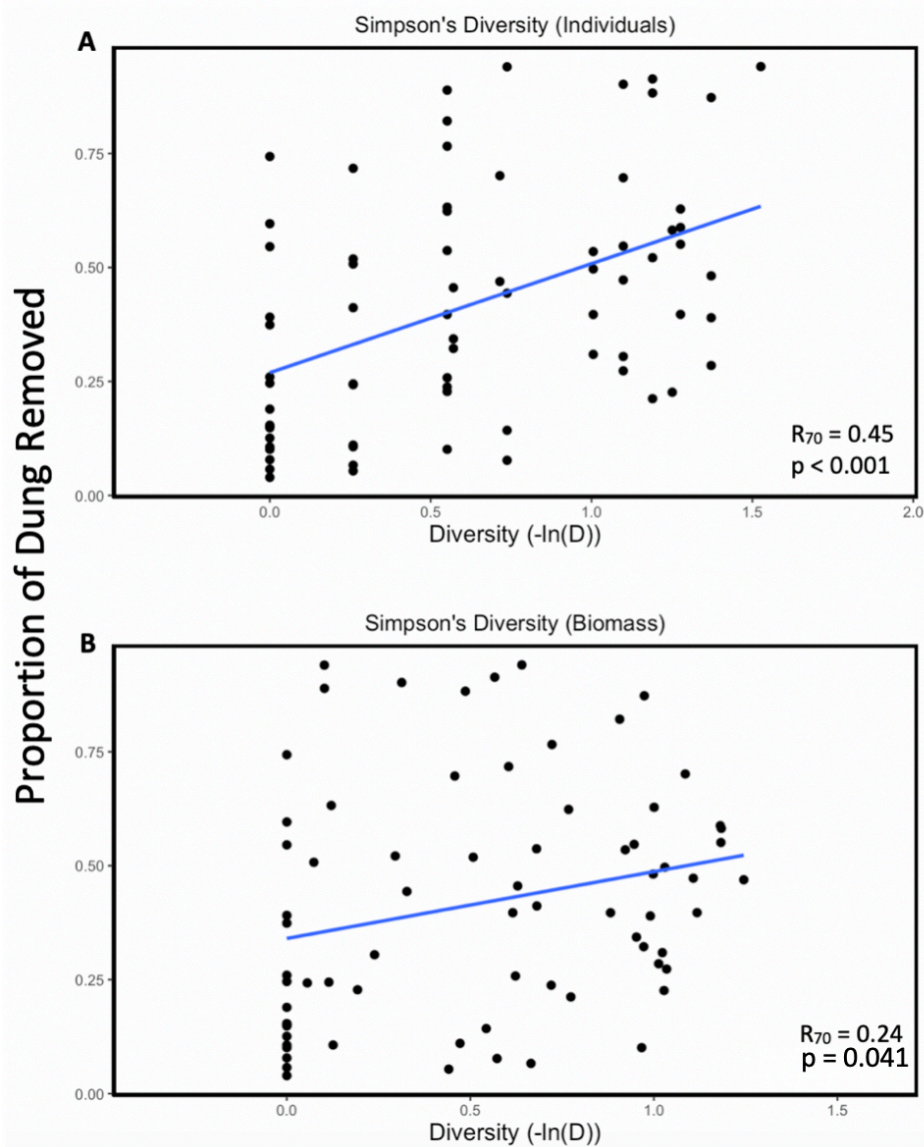 A
Simpson's Diversity (Individuals)
0.75
0.50
0.25
0.00
R₇₀ = 0.45
p < 0.001
0.0 0.5 1.0 1.5 2.0
Diversity (-ln(D))
Proportion of Dung Removed
B
Simpson's Diversity (Biomass)
0.75
0.50
0.25
0.00
R₇₀ = 0.24
p = 0.041
0.0 0.5 1.0 1.5
Diversity (-ln(D))